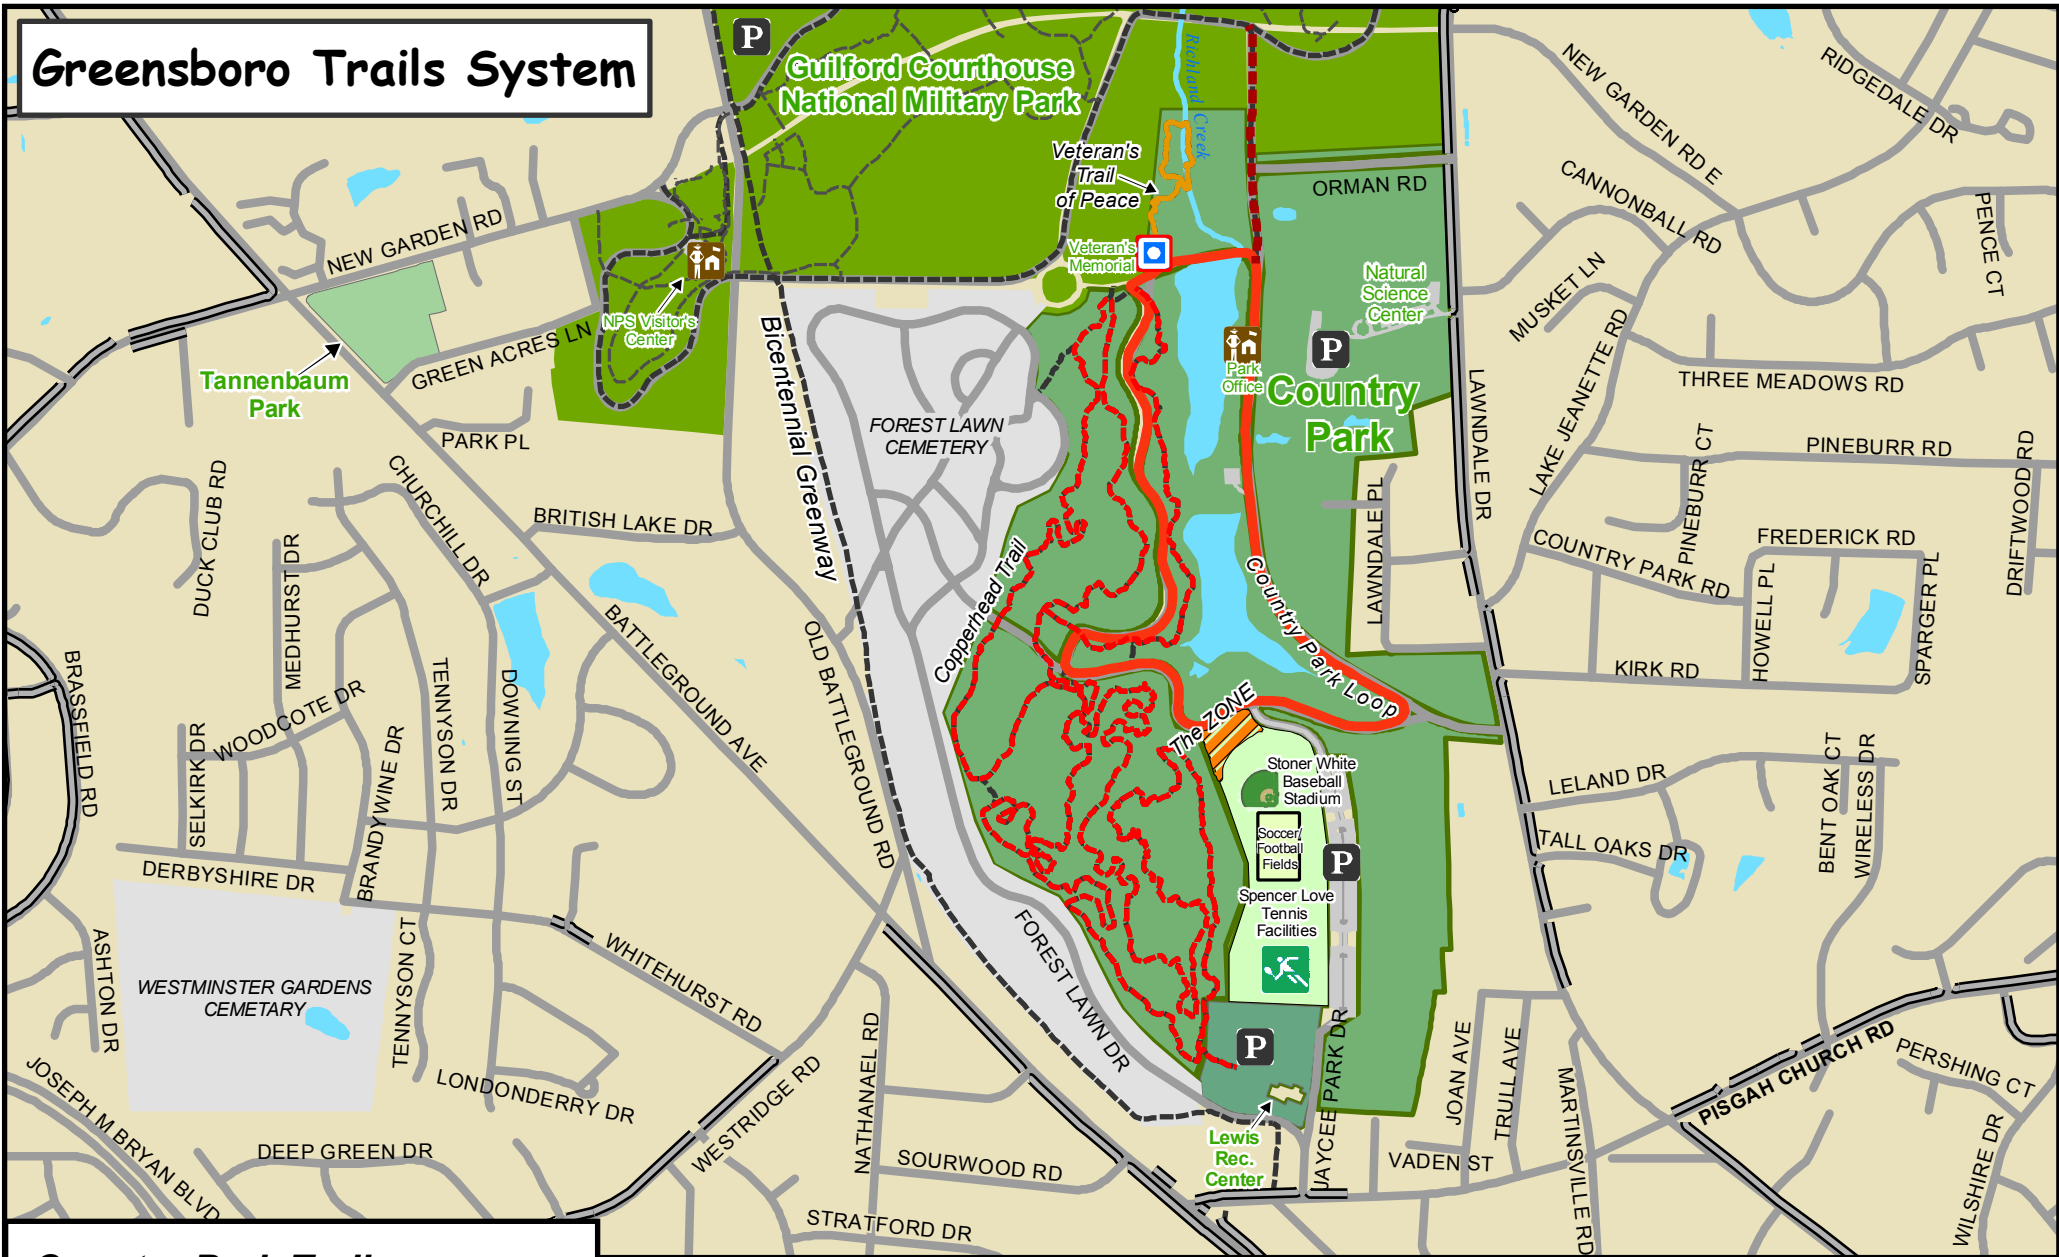 Greensboro Trails System
P
Guilford Courthouse
National Military Park
Richland Creek
Veteran's
Trail
of Peace
Veteran's
Memorial
NEW GARDEN RD
NPS Visitor's
Center
GREEN ACRES LN
Tannenbaum
Park
PARK PL
Bicentennial Greenway
FOREST LAWN
CEMETERY
ORMAN RD
Natural
Science
Center
P
Park
Office
Country
Park
NEW GARDEN RD E
RIDGEDALE DR
CANNONBALL RD
PENCE CT
MUSKET LN
LAKE JEANETTE RD
THREE MEADOWS RD
LAWNDALE DR
PINEBURR RD
PINEBURR CT
DRIFTWOOD RD
LAWNDALE PL
COUNTRY PARK RD
FREDERICK RD
HOWELL PL
SPARGER PL
KIRK RD
DUCK CLUB RD
CHURCHILL DR
BRITISH LAKE DR
MEDHURST DR
BATTLEGROUND AVE
OLD BATTLEGROUND RD
Copperhead Trail
Country Park Loop
The ZONE
BRASSFIELD RD
WOODCOTE DR
SELKIRK DR
BRANDYWINE DR
TENNYSON DR
DOWNING ST
Stoner White
Baseball
Stadium
Soccer/
Football
Fields
P
Spencer Love
Tennis
Facilities
LELAND DR
TALL OAKS DR
BENT OAK CT
WIRELESS DR
DERBYSHIRE DR
ASHTON DR
WESTMINSTER GARDENS
CEMETARY
TENNYSON CT
WHITEHURST RD
FOREST LAWN DR
LONDONDERRY DR
WESTRIDGE RD
NATHANAEL RD
P
JAYCEE PARK DR
JOAN AVE
TRULL AVE
MARTINSVILLE RD
PISGAH CHURCH RD
PERSHING CT
WILSHIRE DR
JOSEPH M BRYAN BLVD
DEEP GREEN DR
SOURWOOD RD
Lewis
Rec.
Center
VADEN ST
STRATFORD DR